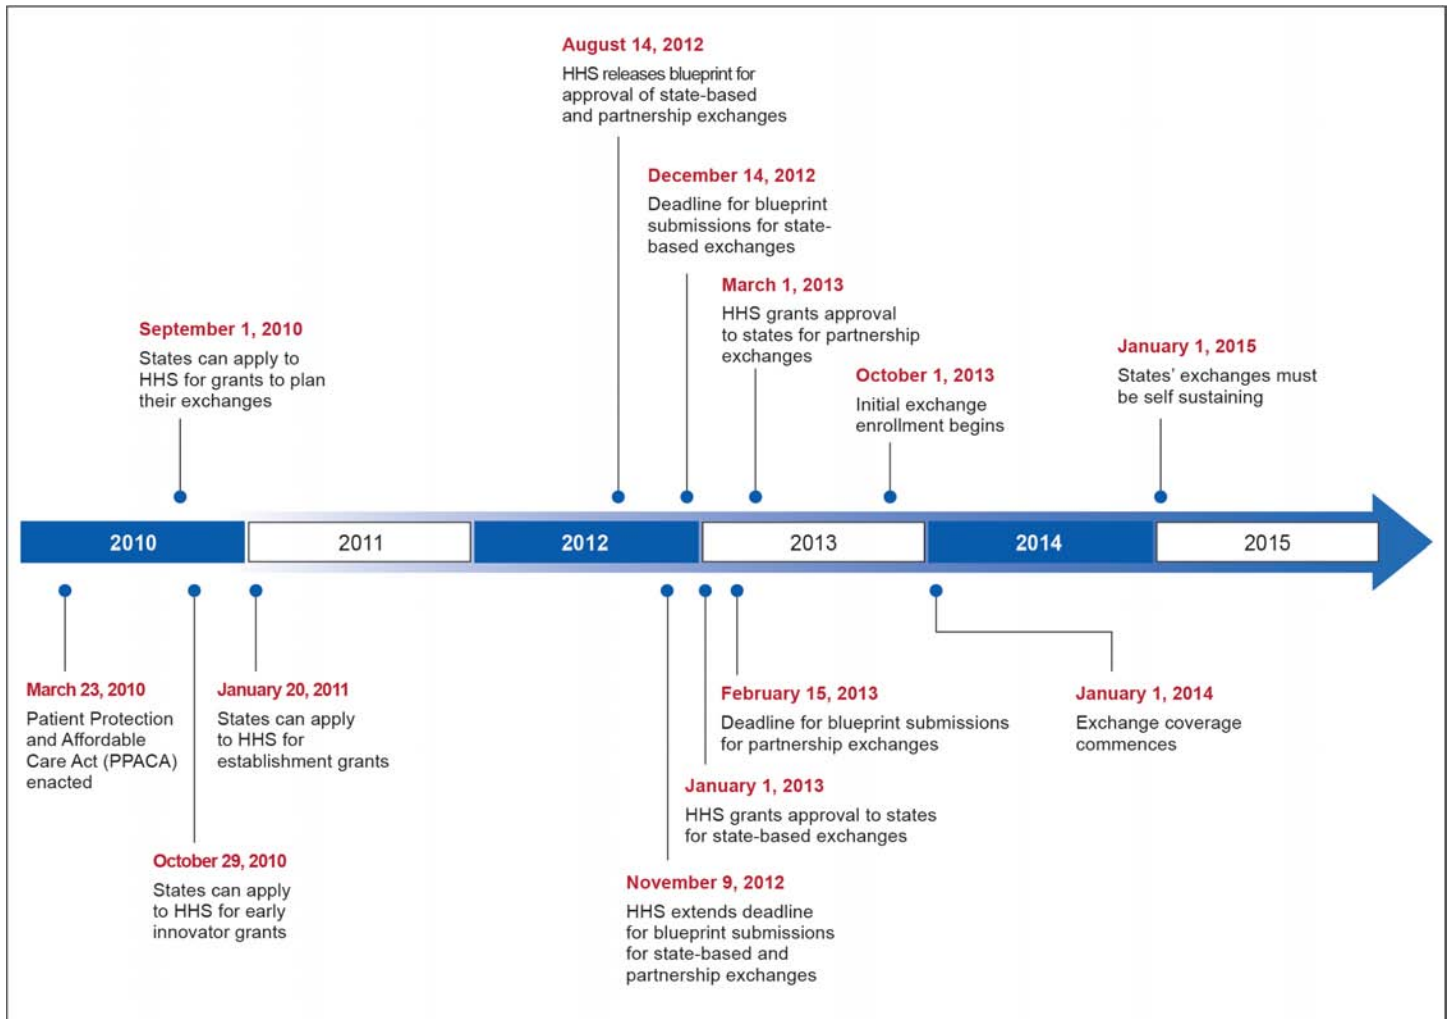 August 14, 2012
HHS releases blueprint for
approval of state-based
and partnership exchanges
December 14, 2012
Deadline for blueprint
submissions for state-
based exchanges
March 1, 2013
HHS grants approval
to states for partnership
exchanges
September 1, 2010
States can apply to
HHS for grants to plan
their exchanges
October 1, 2013
Initial exchange
enrollment begins
January 1, 2015
States’ exchanges must
be self sustaining
2010
2011
2012
2013
2014
2015
March 23, 2010
Patient Protection
and Affordable
Care Act (PPACA)
enacted
January 20, 2011
States can apply
to HHS for
establishment grants
February 15, 2013
Deadline for blueprint submissions
for partnership exchanges
January 1, 2014
Exchange coverage
commences
January 1, 2013
HHS grants approval to states
for state-based exchanges
October 29, 2010
States can apply
to HHS for early
innovator grants
November 9, 2012
HHS extends deadline
for blueprint submissions
for state-based and
partnership exchanges